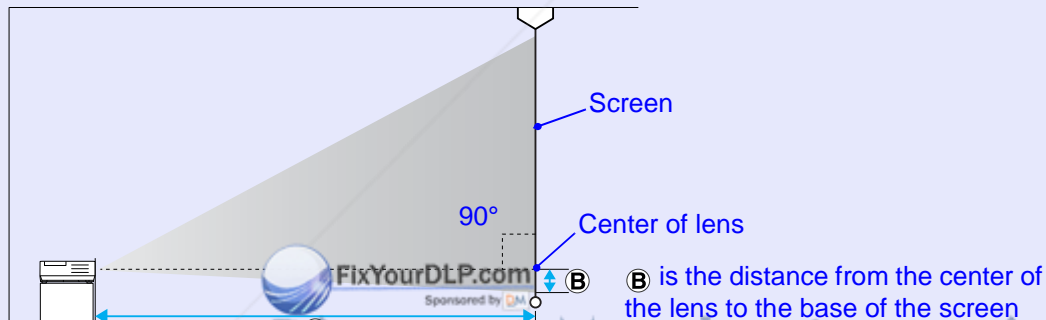 Screen
90°
Center of lens
FixYourDLP.com
Sponsored by DM
B
B is the distance from the center of
the lens to the base of the screen